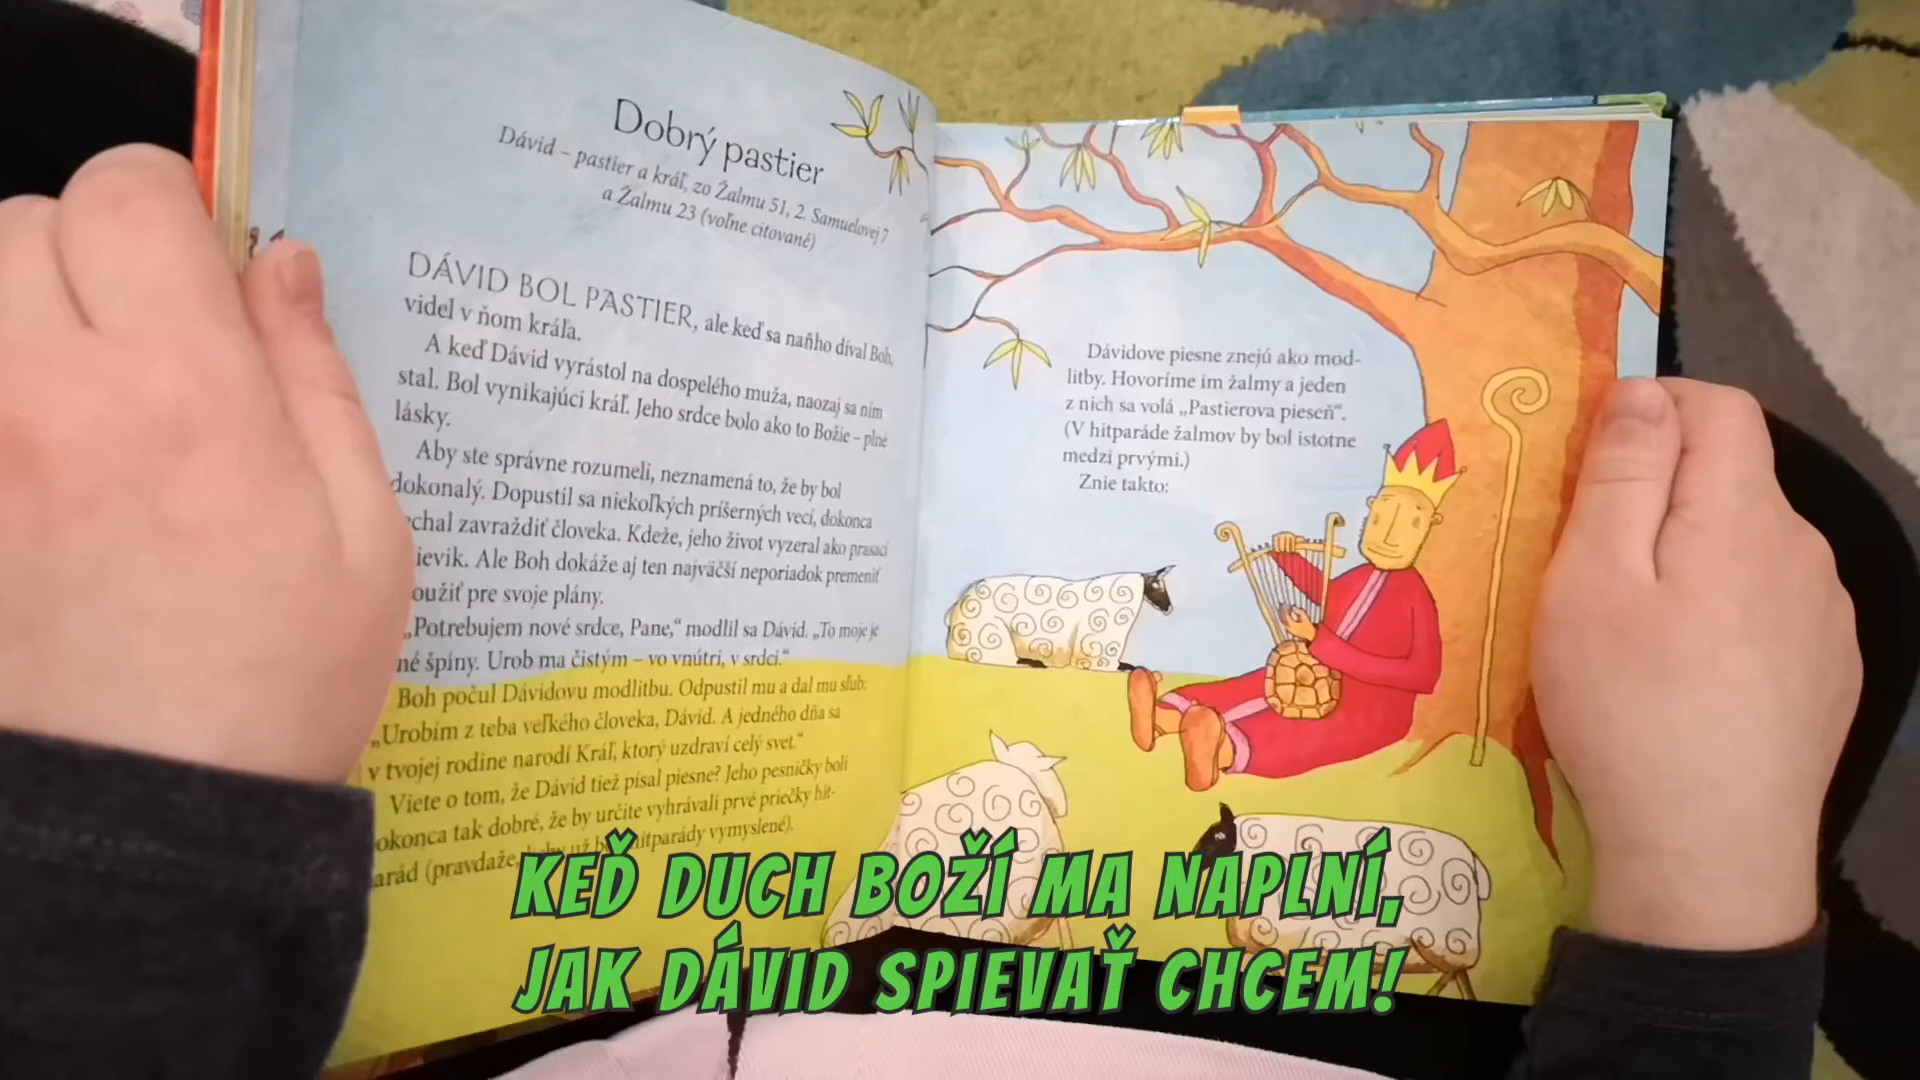 Dobrý pastier
Dávid – pastier a kráľ, zo Žalmu 51, 2. Samuelovej 7
a Žalmu 23 (voľne citované)
DÁVID BOL PASTIER, ale keď sa naňho díval Boh,
videl v ňom kráľa.
A keď Dávid vyrástol na dospelého muža, naozaj sa ním
stal. Bol vynikajúci kráľ. Jeho srdce bolo ako to Božie – plné
lásky.
Aby ste správne rozumeli, neznamená to, že by bol
dokonalý. Dopustil sa niekoľkých príšerných vecí, dokonca
chal zavraždiť človeka. Kdeže, jeho život vyzeral ako prasací
ievik. Ale Boh dokáže aj ten najväčší neporiadok premeniť
oužiť pre svoje plány.
„Potrebujem nové srdce, Pane,“ modlil sa Dávid. „To moje je
né špiny. Urob ma čistým – vo vnútri, v srdci.“
Boh počul Dávidovu modlitbu. Odpustil mu a dal mu sľub:
„Urobím z teba veľkého človeka, Dávid. A jedného dňa sa
v tvojej rodine narodí Kráľ, ktorý uzdraví celý svet.“
Viete o tom, že Dávid tiež písal piesne? Jeho pesničky boli
okonca tak dobré, že by určite vyhrávali prvé priečky hit-
arád (pravdaže, už hitparády vymyslené).
Dávidove piesne znejú ako mod-
litby. Hovoríme im žalmy a jeden
z nich sa volá „Pastierova pieseň“.
(V hitparáde žalmov by bol istotne
medzi prvými.)
Znie takto:
KEĎ DUCH BOŽÍ MA NAPLNÍ,
JAK DÁVID SPIEVAŤ CHCEM!